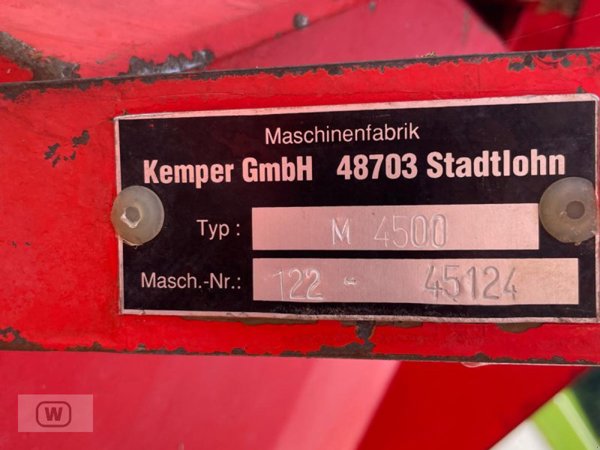 Maschinenfabrik
Kemper GmbH 48703 Stadtlohn
Typ : M 4500
Masch.-Nr.: 122 - 45124
W